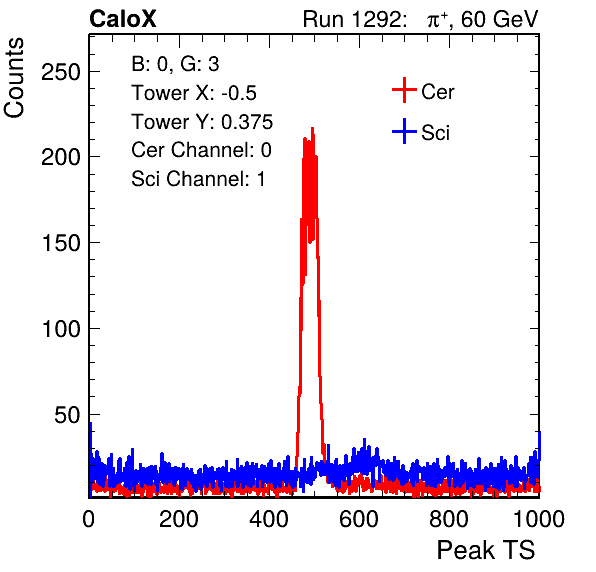 CaloX Run 1292: π⁺, 60 GeV
Counts
B: 0, G: 3
Tower X: -0.5
Tower Y: 0.375
Cer Channel: 0
Sci Channel: 1
Cer
Sci
250
200
150
100
50
0 200 400 600 800 1000
Peak TS